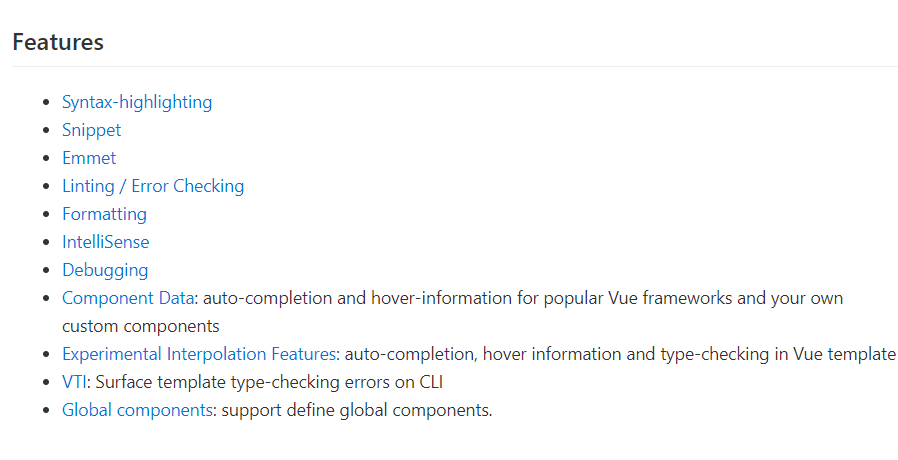 Features
Syntax-highlighting
Snippet
Emmet
Linting / Error Checking
Formatting
IntelliSense
Debugging
Component Data: auto-completion and hover-information for popular Vue frameworks and your own
custom components
Experimental Interpolation Features: auto-completion, hover information and type-checking in Vue template
VTI: Surface template type-checking errors on CLI
Global components: support define global components.